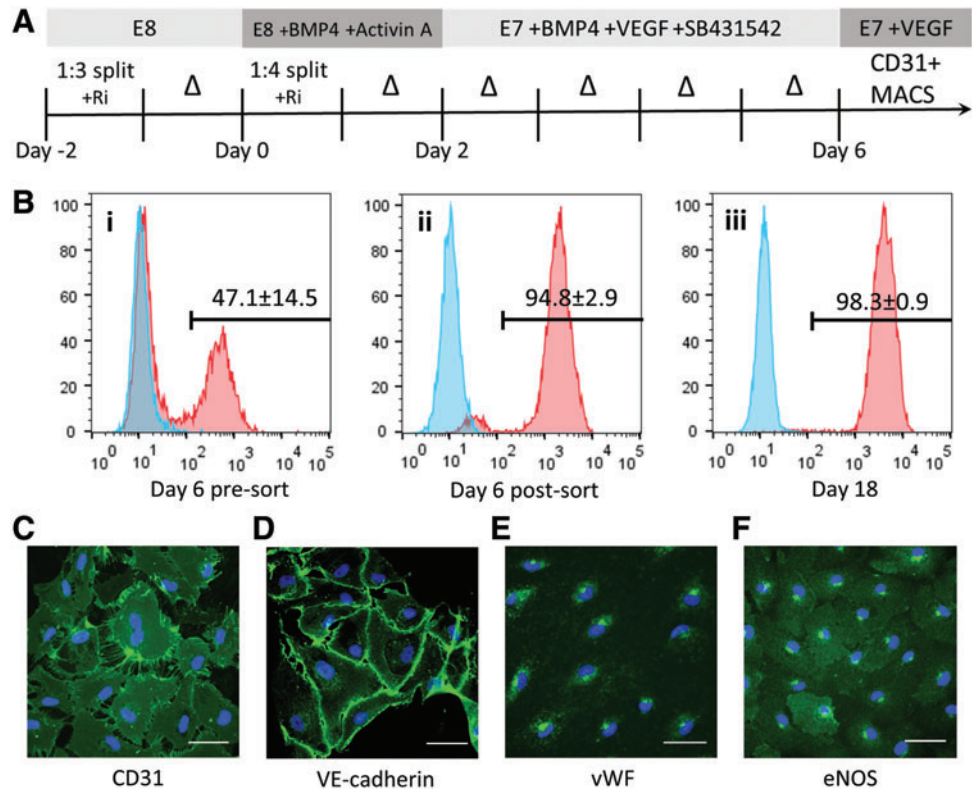 A
E8
E8 +BMP4 +Activin A
E7 +BMP4 +VEGF +SB431542
E7 +VEGF
1:3 split
+Ri
Δ
1:4 split
+Ri
Δ
Δ
Δ
Δ
Δ
CD31+
MACS
Day -2
Day 0
Day 2
Day 6
B
i
100
80
60
40
20
0
47.1±14.5
10^0 10^1 10^2 10^3 10^4 10^5
Day 6 pre-sort
ii
100
80
60
40
20
0
94.8±2.9
10^0 10^1 10^2 10^3 10^4 10^5
Day 6 post-sort
iii
100
80
60
40
20
0
98.3±0.9
10^0 10^1 10^2 10^3 10^4 10^5
Day 18
C
CD31
D
VE-cadherin
E
vWF
F
eNOS